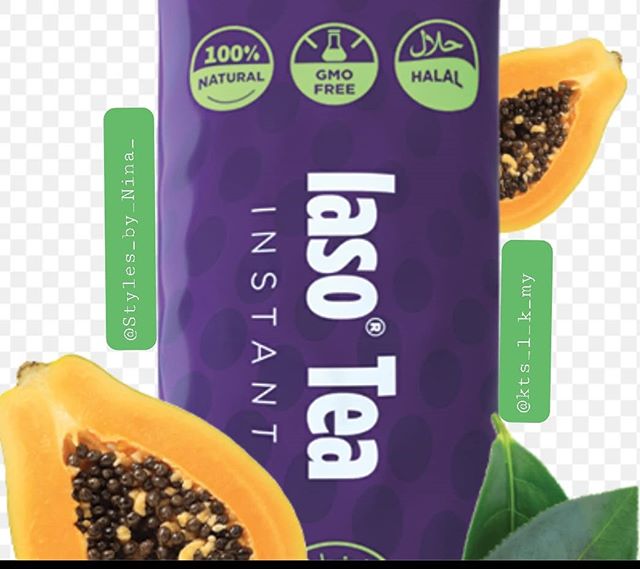 100%
NATURAL
GMO
FREE
حلال
HALAL
Iaso® Tea
INSTANT
@Styles_by_Nina_
@kts_l_k_my